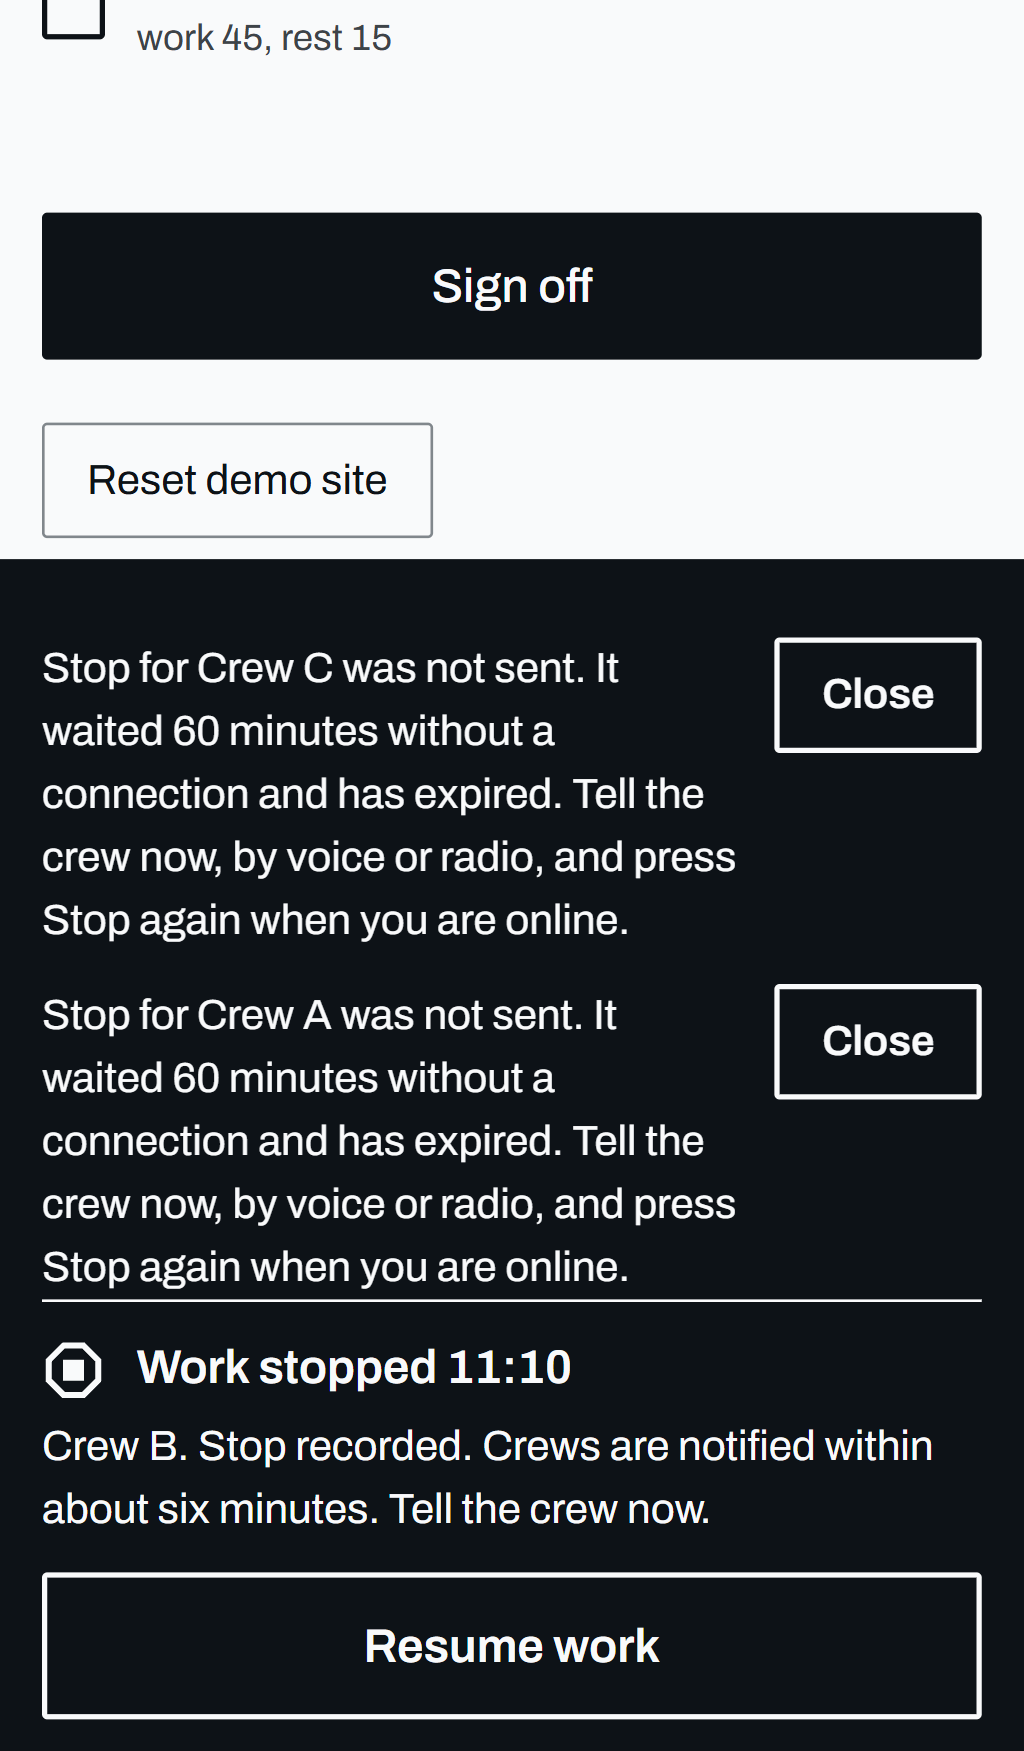 work 45, rest 15
Sign off
Reset demo site
Stop for Crew C was not sent. It
waited 60 minutes without a
connection and has expired. Tell the
crew now, by voice or radio, and press
Stop again when you are online.
Close
Stop for Crew A was not sent. It
waited 60 minutes without a
connection and has expired. Tell the
crew now, by voice or radio, and press
Stop again when you are online.
Close
Work stopped 11:10
Crew B. Stop recorded. Crews are notified within
about six minutes. Tell the crew now.
Resume work